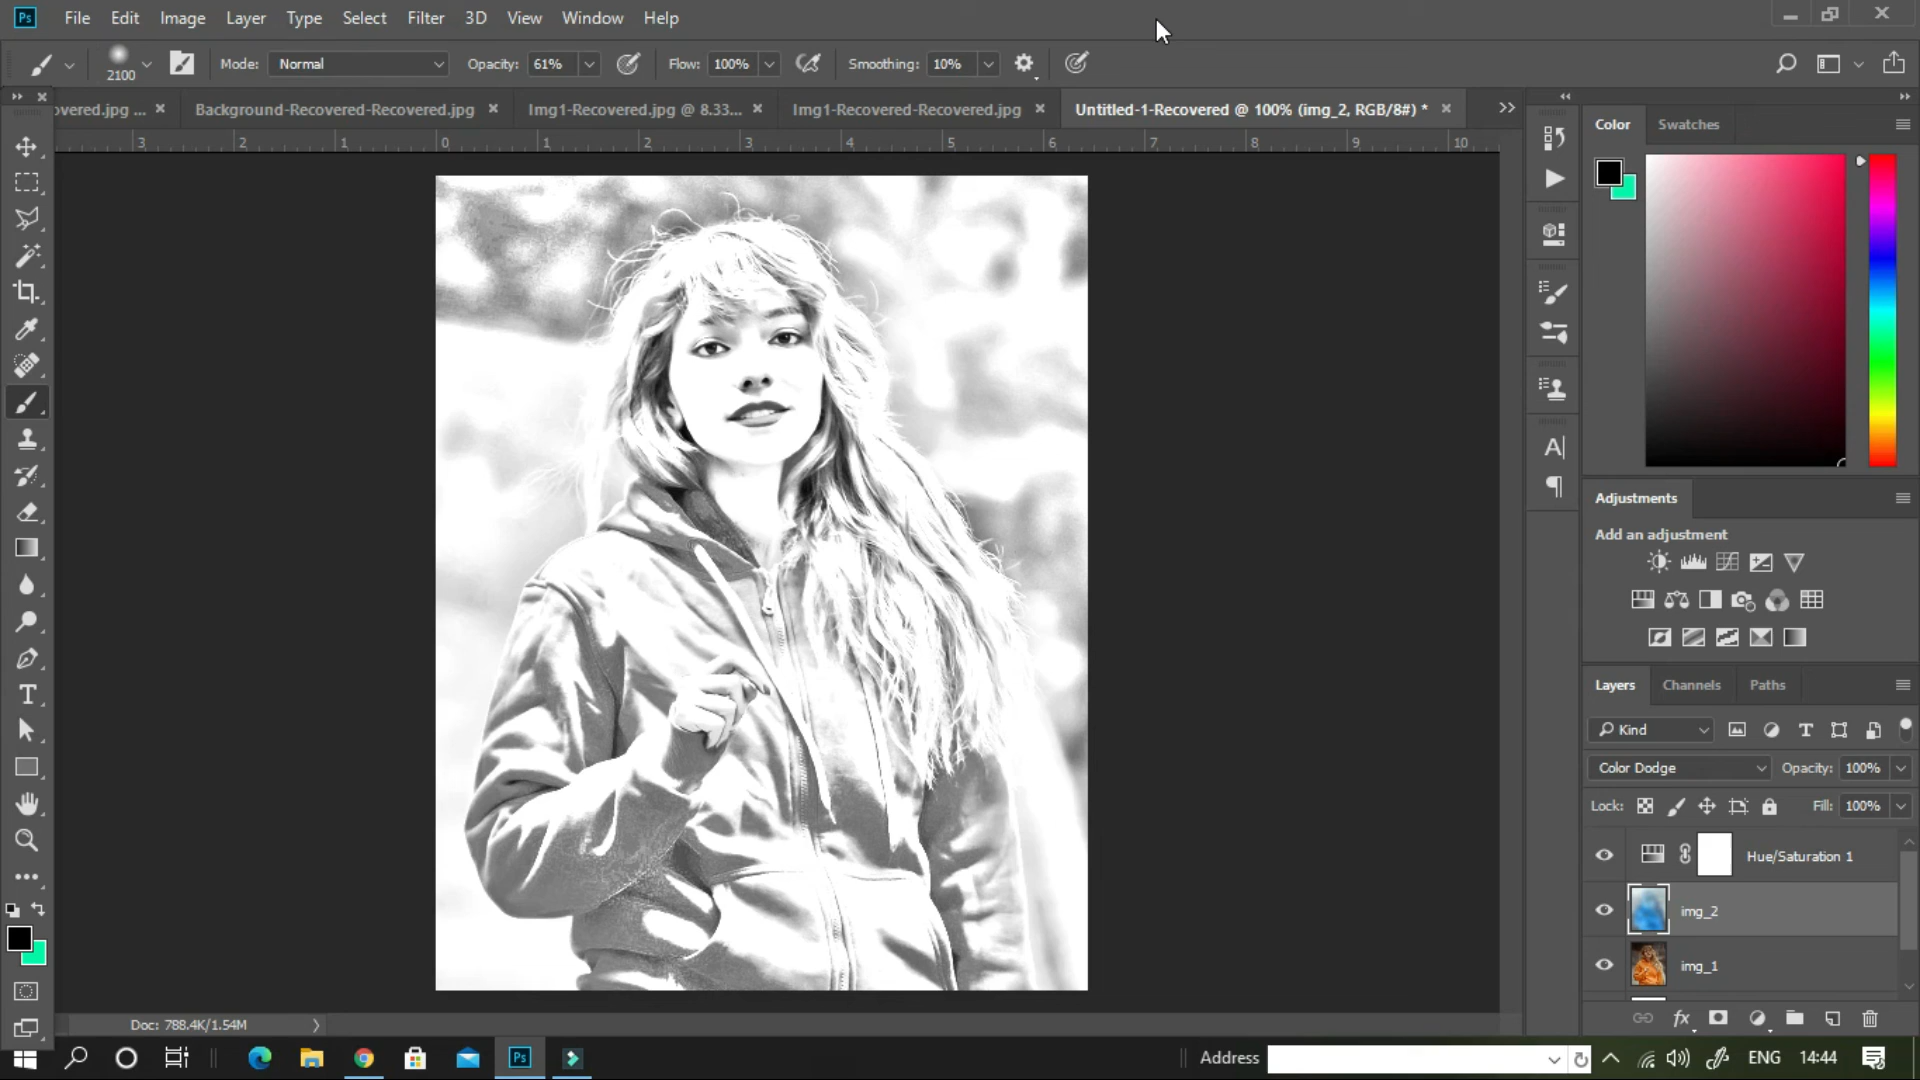 Ps File Edit Image Layer Type Select Filter 3D View Window Help
2100 Mode: Normal Opacity: 61% Flow: 100% Smoothing: 10%
overed.jpg ... × Background-Recovered-Recovered.jpg × Img1-Recovered.jpg @ 8.33... × Img1-Recovered-Recovered.jpg × Untitled-1-Recovered @ 100% (img_2, RGB/8#) * ×
3 2 1 0 1 2 3 4 5 6 7 8 9 10
Color Swatches
Adjustments
Add an adjustment
Layers Channels Paths
Kind
Color Dodge Opacity: 100%
Lock: Fill: 100%
Hue/Saturation 1
img_2
img_1
fx
Doc: 788.4K/1.54M
Ps Address ENG 14:44